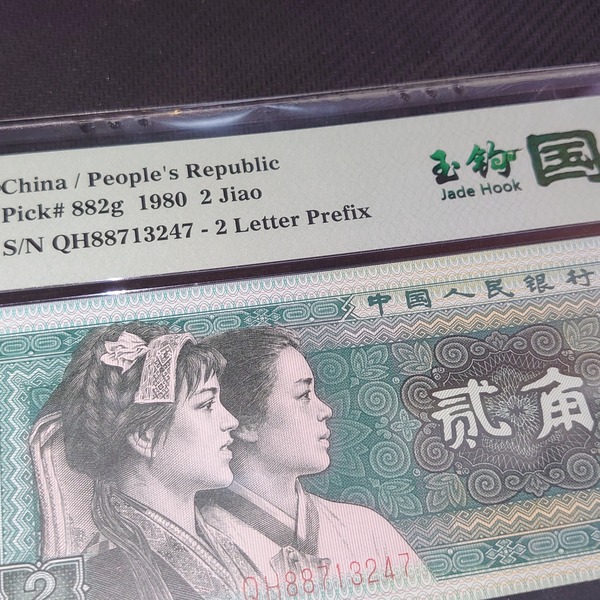 China / People's Republic
Pick# 882g 1980 2 Jiao
S/N QH88713247 - 2 Letter Prefix
玉钩 国
Jade Hook
中国人民银行
贰角
2
QH88713247